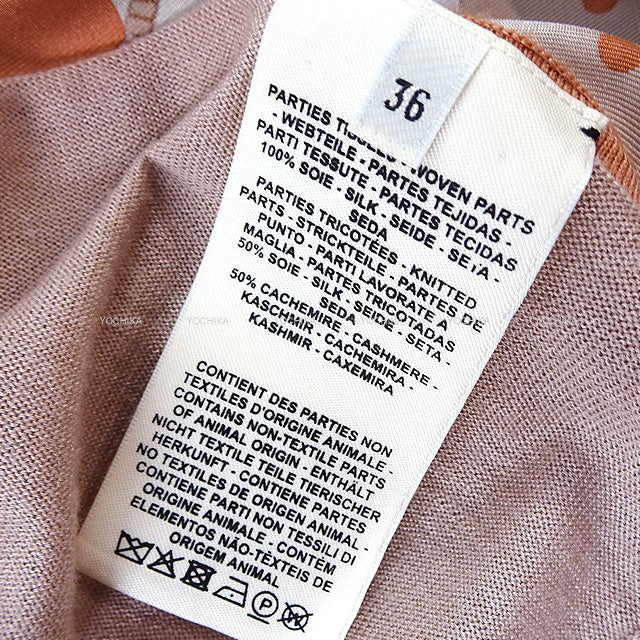 36
PARTIES TISSÉES - WOVEN PARTS
- WEBTEILE - PARTES TEJIDAS -
PARTI TESSUTE - PARTES TECIDAS
100% SOIE - SILK - SEIDE - SETA -
SEDA
PARTIES TRICOTÉES - KNITTED
PARTS - STRICKTEILE - PARTES DE
PUNTO - PARTI LAVORATE A
MAGLIA - PARTES TRICOTADAS
50% SOIE - SILK - SEIDE - SETA -
SEDA
50% CACHEMIRE - CASHMERE -
KASCHMIR - CACHEMIRA -
KASHMIR - CAXEMIRA
CONTIENT DES PARTIES NON
TEXTILES D'ORIGINE ANIMALE -
CONTAINS NON-TEXTILE PARTS
OF ANIMAL ORIGIN - ENTHÄLT
NICHT TEXTILE TEILE TIERISCHER
HERKUNFT - CONTIENE PARTES
NO TEXTILES DE ORIGEN ANIMAL -
CONTIENE PARTI NON TESSILI DI
ORIGINE ANIMALE - CONTÉM
ELEMENTOS NÃO-TÊXTEIS DE
ORIGEM ANIMAL
P
YOCHIKA YOCHIKA